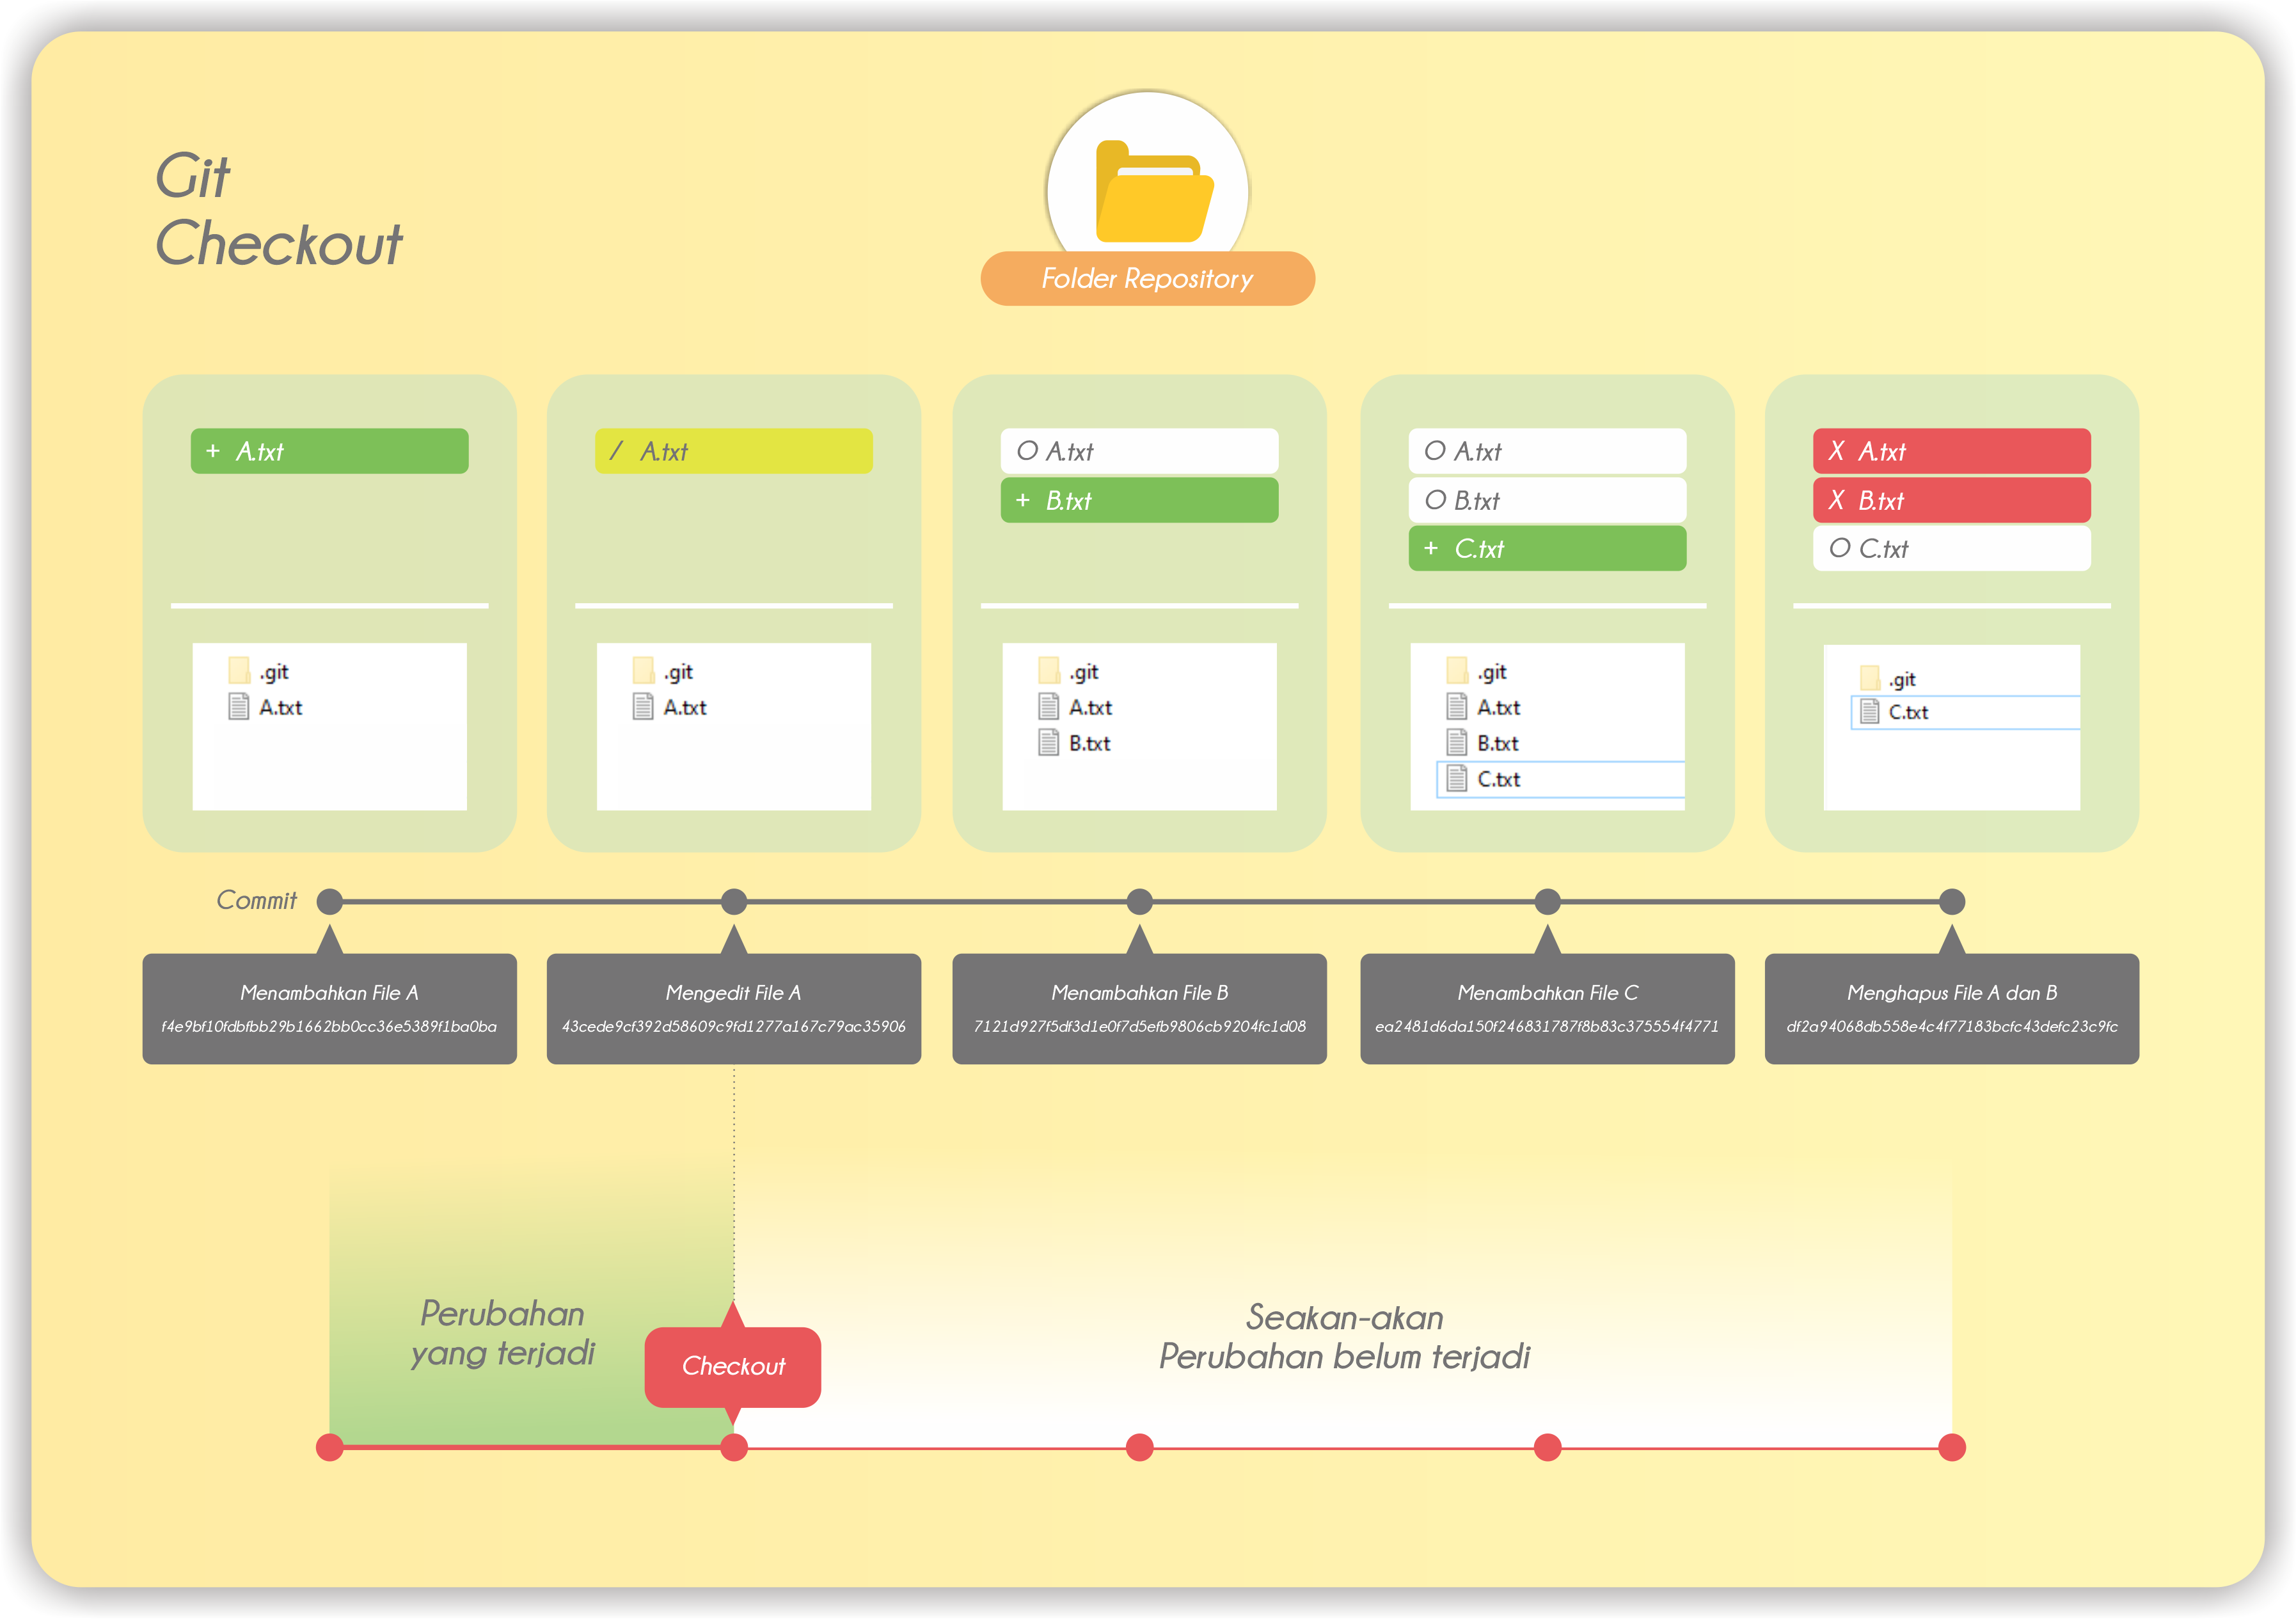 Git
Checkout
Folder Repository
+ A.txt
/ A.txt
O A.txt
+ B.txt
O A.txt
O B.txt
+ C.txt
X A.txt
X B.txt
O C.txt
.git
A.txt
.git
A.txt
.git
A.txt
B.txt
.git
A.txt
B.txt
C.txt
.git
C.txt
Commit
Menambahkan File A
f4e9bf10fdbfbb29b1662bb0cc36e5389f1ba0ba
Mengedit File A
43cede9cf392d58609c9fd1277a167c79ac35906
Menambahkan File B
7121d927f5df3d1e0f7d5efb9806cb9204fc1d08
Menambahkan File C
ea2481d6da150f246831787f8b83c375554f4771
Menghapus File A dan B
df2a94068db558e4c4f77183bcfc43defc23c9fc
Perubahan
yang terjadi
Checkout
Seakan-akan
Perubahan belum terjadi